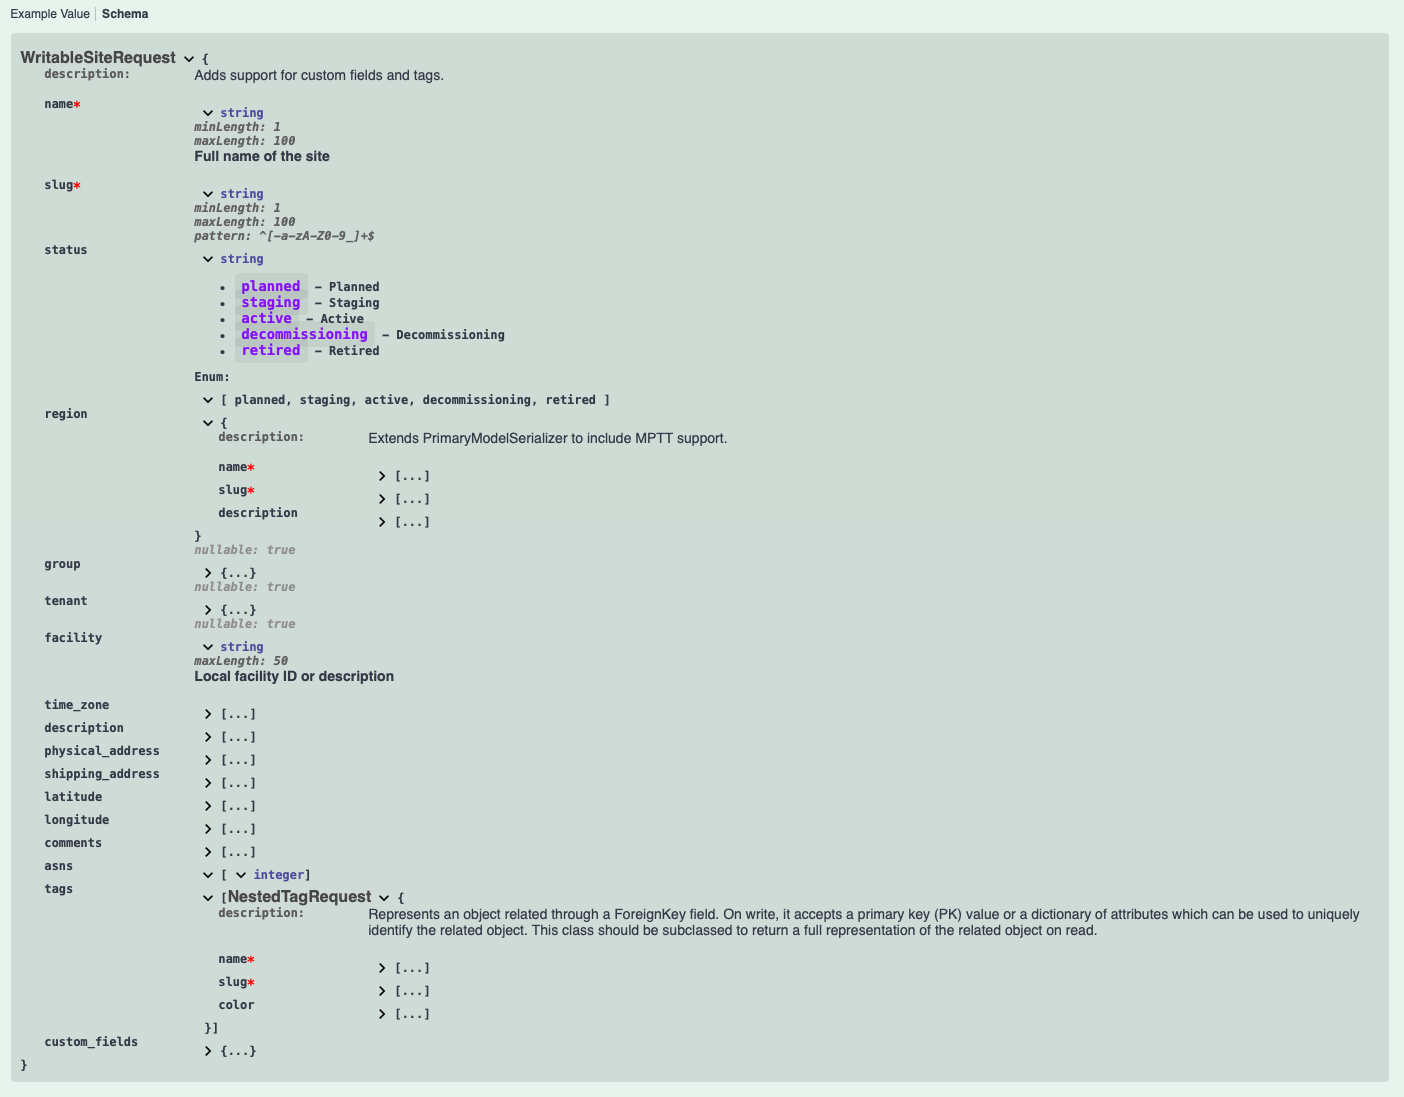 Example Value Schema
WritableSiteRequest {
description: Adds support for custom fields and tags.
name* string
minLength: 1
maxLength: 100
Full name of the site
slug* string
minLength: 1
maxLength: 100
pattern: ^[-a-zA-Z0-9_]+$
status string
• planned - Planned
• staging - Staging
• active - Active
• decommissioning - Decommissioning
• retired - Retired
Enum:
[ planned, staging, active, decommissioning, retired ]
region {
description: Extends PrimaryModelSerializer to include MPTT support.
name* [...]
slug* [...]
description [...]
}
nullable: true
group {...}
nullable: true
tenant {...}
nullable: true
facility string
maxLength: 50
Local facility ID or description
time_zone [...]
description [...]
physical_address [...]
shipping_address [...]
latitude [...]
longitude [...]
comments [...]
asns [ integer]
tags [NestedTagRequest {
description: Represents an object related through a ForeignKey field. On write, it accepts a primary key (PK) value or a dictionary of attributes which can be used to uniquely
identify the related object. This class should be subclassed to return a full representation of the related object on read.
name* [...]
slug* [...]
color [...]
}]
custom_fields {...}
}